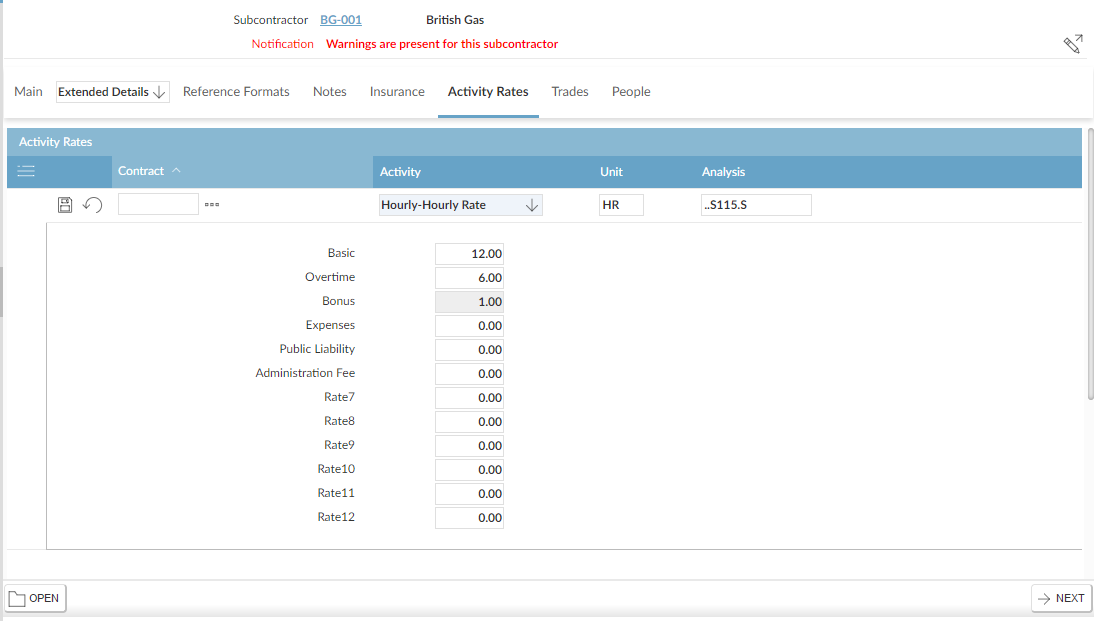 Subcontractor BG-001 British Gas
Notification Warnings are present for this subcontractor
Main Extended Details Reference Formats Notes Insurance Activity Rates Trades People
Activity Rates
Contract Activity Unit Analysis
Hourly-Hourly Rate HR ..S115.S
Basic 12.00
Overtime 6.00
Bonus 1.00
Expenses 0.00
Public Liability 0.00
Administration Fee 0.00
Rate7 0.00
Rate8 0.00
Rate9 0.00
Rate10 0.00
Rate11 0.00
Rate12 0.00
OPEN NEXT